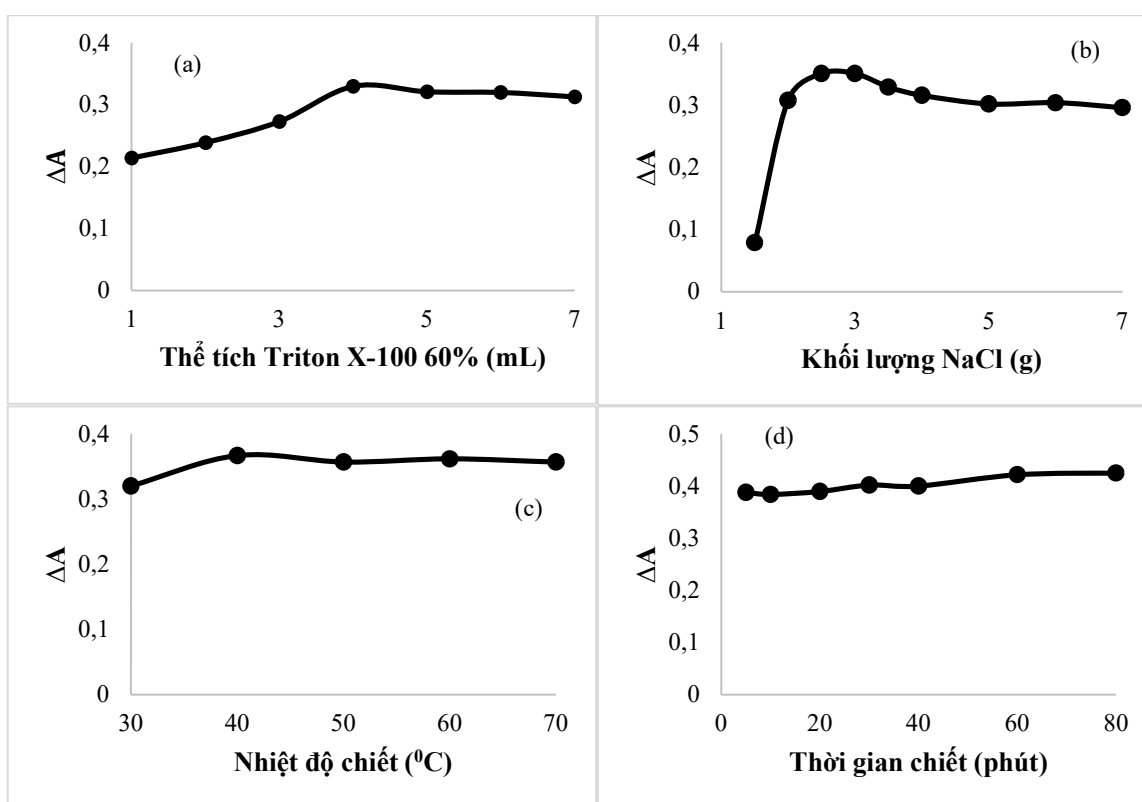 0,4
(a)
0,3
0,2
0,1
0
ΔA
1 3 5 7
Thể tích Triton X-100 60% (mL)
0,4
(b)
0,3
0,2
0,1
0
ΔA
1 3 5 7
Khối lượng NaCl (g)
0,4
0,3
(c)
0,2
0,1
0
ΔA
30 40 50 60 70
Nhiệt độ chiết (⁰C)
0,5
(d)
0,4
0,3
0,2
0,1
0
ΔA
0 20 40 60 80
Thời gian chiết (phút)